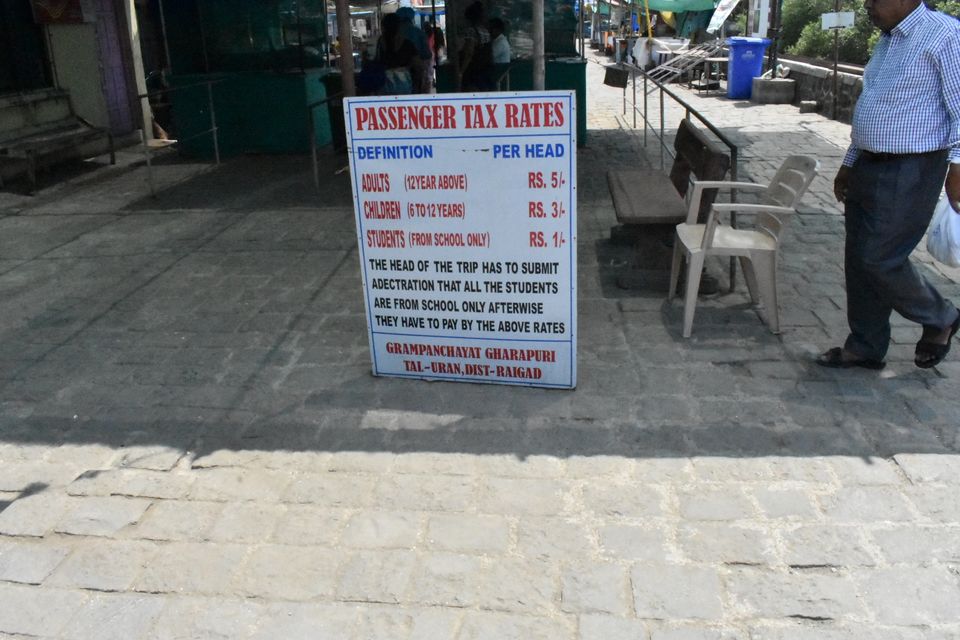 PASSENGER TAX RATES
DEFINITION PER HEAD
ADULTS (12YEAR ABOVE) RS. 5/-
CHILDREN (6 TO 12 YEARS) RS. 3/-
STUDENTS (FROM SCHOOL ONLY) RS. 1/-
THE HEAD OF THE TRIP HAS TO SUBMIT
ADECTRATION THAT ALL THE STUDENTS
ARE FROM SCHOOL ONLY AFTERWISE
THEY HAVE TO PAY BY THE ABOVE RATES
GRAMPANCHAYAT GHARAPURI
TAL-URAN,DIST-RAIGAD